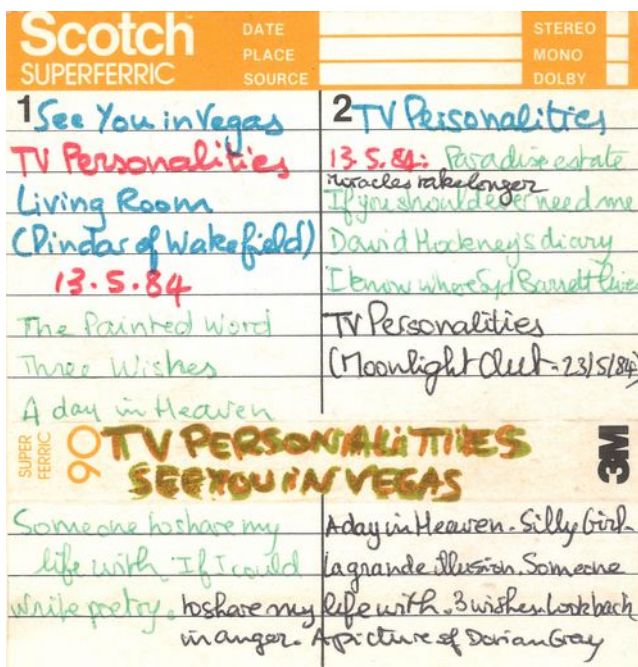 Scotch
SUPERFERRIC
DATE
PLACE
SOURCE
STEREO
MONO
DOLBY
1 See You in Vegas
TV Personalities
Living Room
(Pindar of Wakefield)
13.5.84
The Painted Word
Three Wishes
A day in Heaven
2 TV Personalities
13.5.84: Paradise estate
miracles take longer
If you should ever need me
David Hockney's diary
I know where Syd Barrett lives
TV Personalities
(Moonlight Club - 23/5/84)
SUPER
FERRIC
90
TV PERSONALITIES
SEE YOU IN VEGAS
3M
Someone to share my
life with. If I could
write poetry.
A day in Heaven. Silly Girl.
La grande illusion. Someone
to share my life with. 3 wishes. Look back
in anger. A picture of Dorian Gray